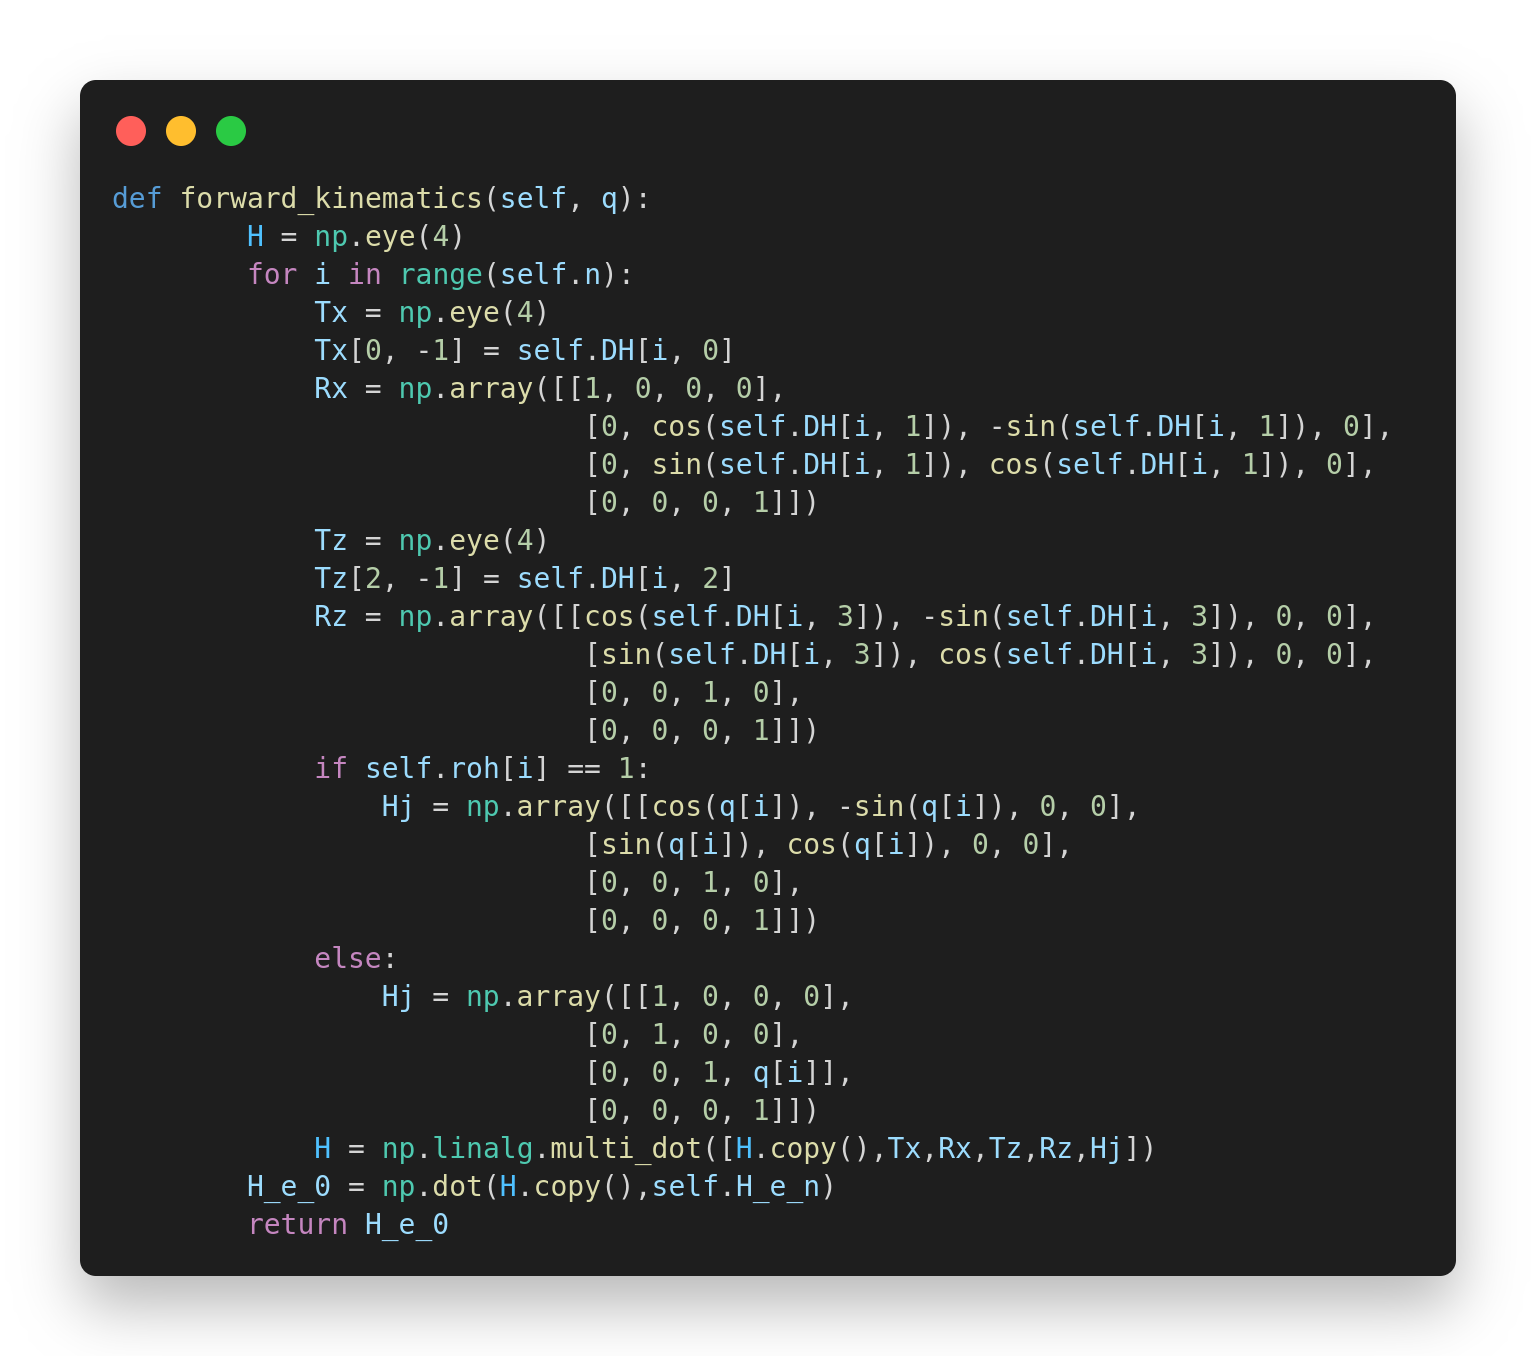 def forward_kinematics(self, q):
        H = np.eye(4)
        for i in range(self.n):
            Tx = np.eye(4)
            Tx[0, -1] = self.DH[i, 0]
            Rx = np.array([[1, 0, 0, 0],
                            [0, cos(self.DH[i, 1]), -sin(self.DH[i, 1]), 0],
                            [0, sin(self.DH[i, 1]), cos(self.DH[i, 1]), 0],
                            [0, 0, 0, 1]])
            Tz = np.eye(4)
            Tz[2, -1] = self.DH[i, 2]
            Rz = np.array([[cos(self.DH[i, 3]), -sin(self.DH[i, 3]), 0, 0],
                            [sin(self.DH[i, 3]), cos(self.DH[i, 3]), 0, 0],
                            [0, 0, 1, 0],
                            [0, 0, 0, 1]])
            if self.roh[i] == 1:
                Hj = np.array([[cos(q[i]), -sin(q[i]), 0, 0],
                            [sin(q[i]), cos(q[i]), 0, 0],
                            [0, 0, 1, 0],
                            [0, 0, 0, 1]])
            else:
                Hj = np.array([[1, 0, 0, 0],
                            [0, 1, 0, 0],
                            [0, 0, 1, q[i]],
                            [0, 0, 0, 1]])
            H = np.linalg.multi_dot([H.copy(),Tx,Rx,Tz,Rz,Hj])
        H_e_0 = np.dot(H.copy(),self.H_e_n)
        return H_e_0